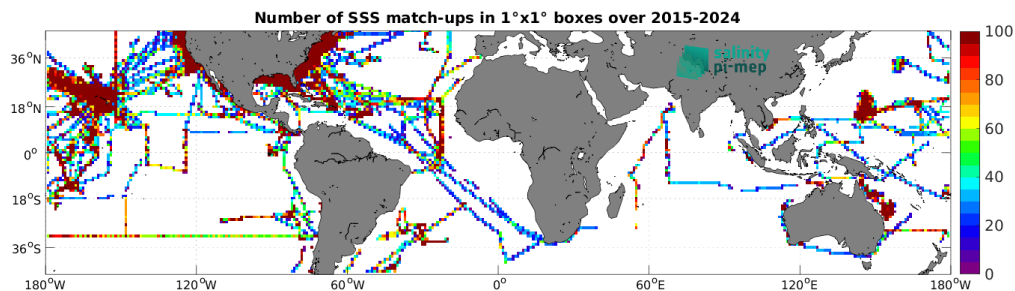 Number of SSS match-ups in 1°x1° boxes over 2015-2024
salinity
pi-mep
36°N
18°N
0°
18°S
36°S
180°W
120°W
60°W
0°
60°E
120°E
180°W
100
80
60
40
20
0